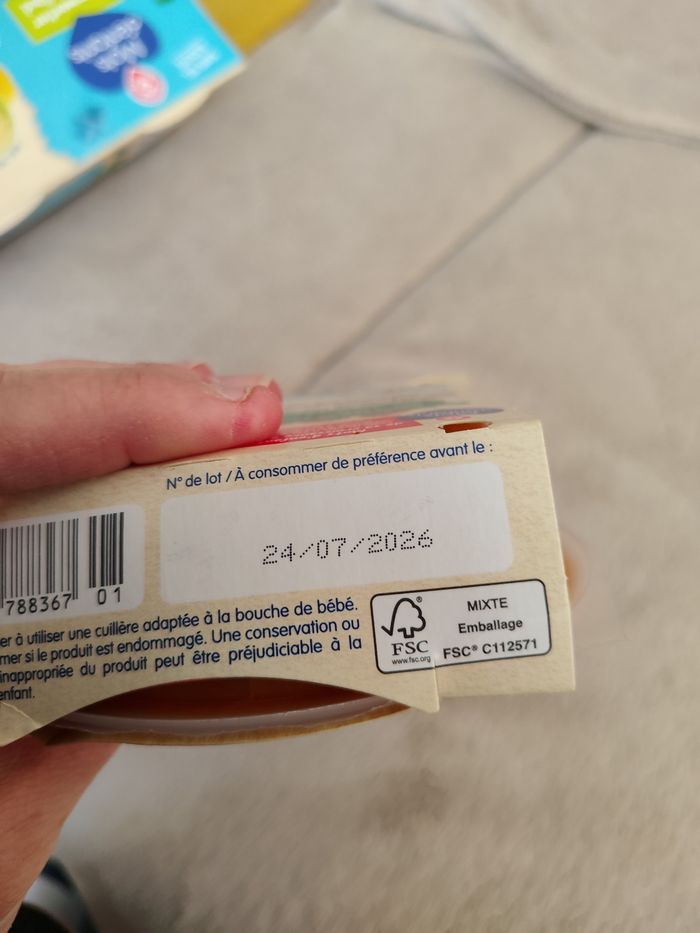 N° de lot / À consommer de préférence avant le :
24/07/2026
788367 01
er à utiliser une cuillère adaptée à la bouche de bébé.
mer si le produit est endommagé. Une conservation ou
inappropriée du produit peut être préjudiciable à la
enfant.
FSC®
www.fsc.org
MIXTE
Emballage
FSC® C112571